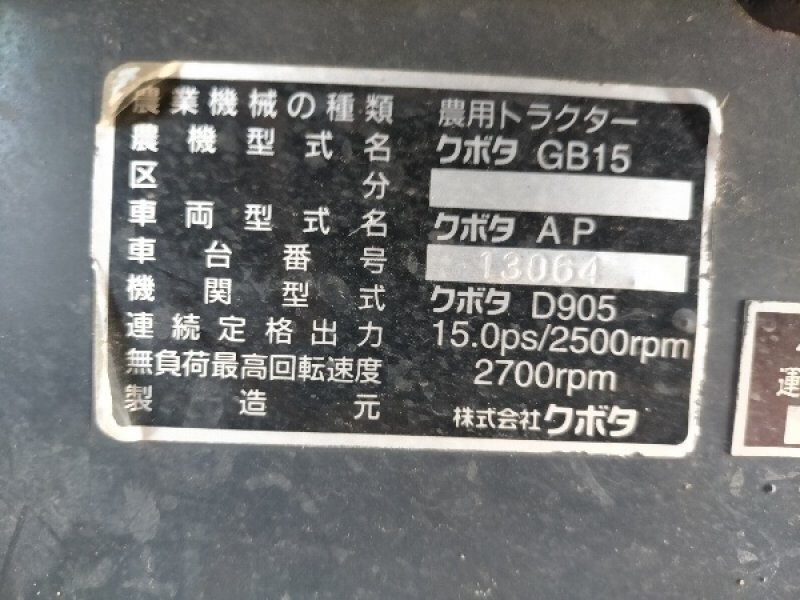 農業機械の種類 農用トラクター
農機型式名 クボタ GB15
区分
車両型式名 クボタ AP
車台番号 13064
機関型式 クボタ D905
連続定格出力 15.0ps/2500rpm
無負荷最高回転速度 2700rpm
製造元 株式会社クボタ
運